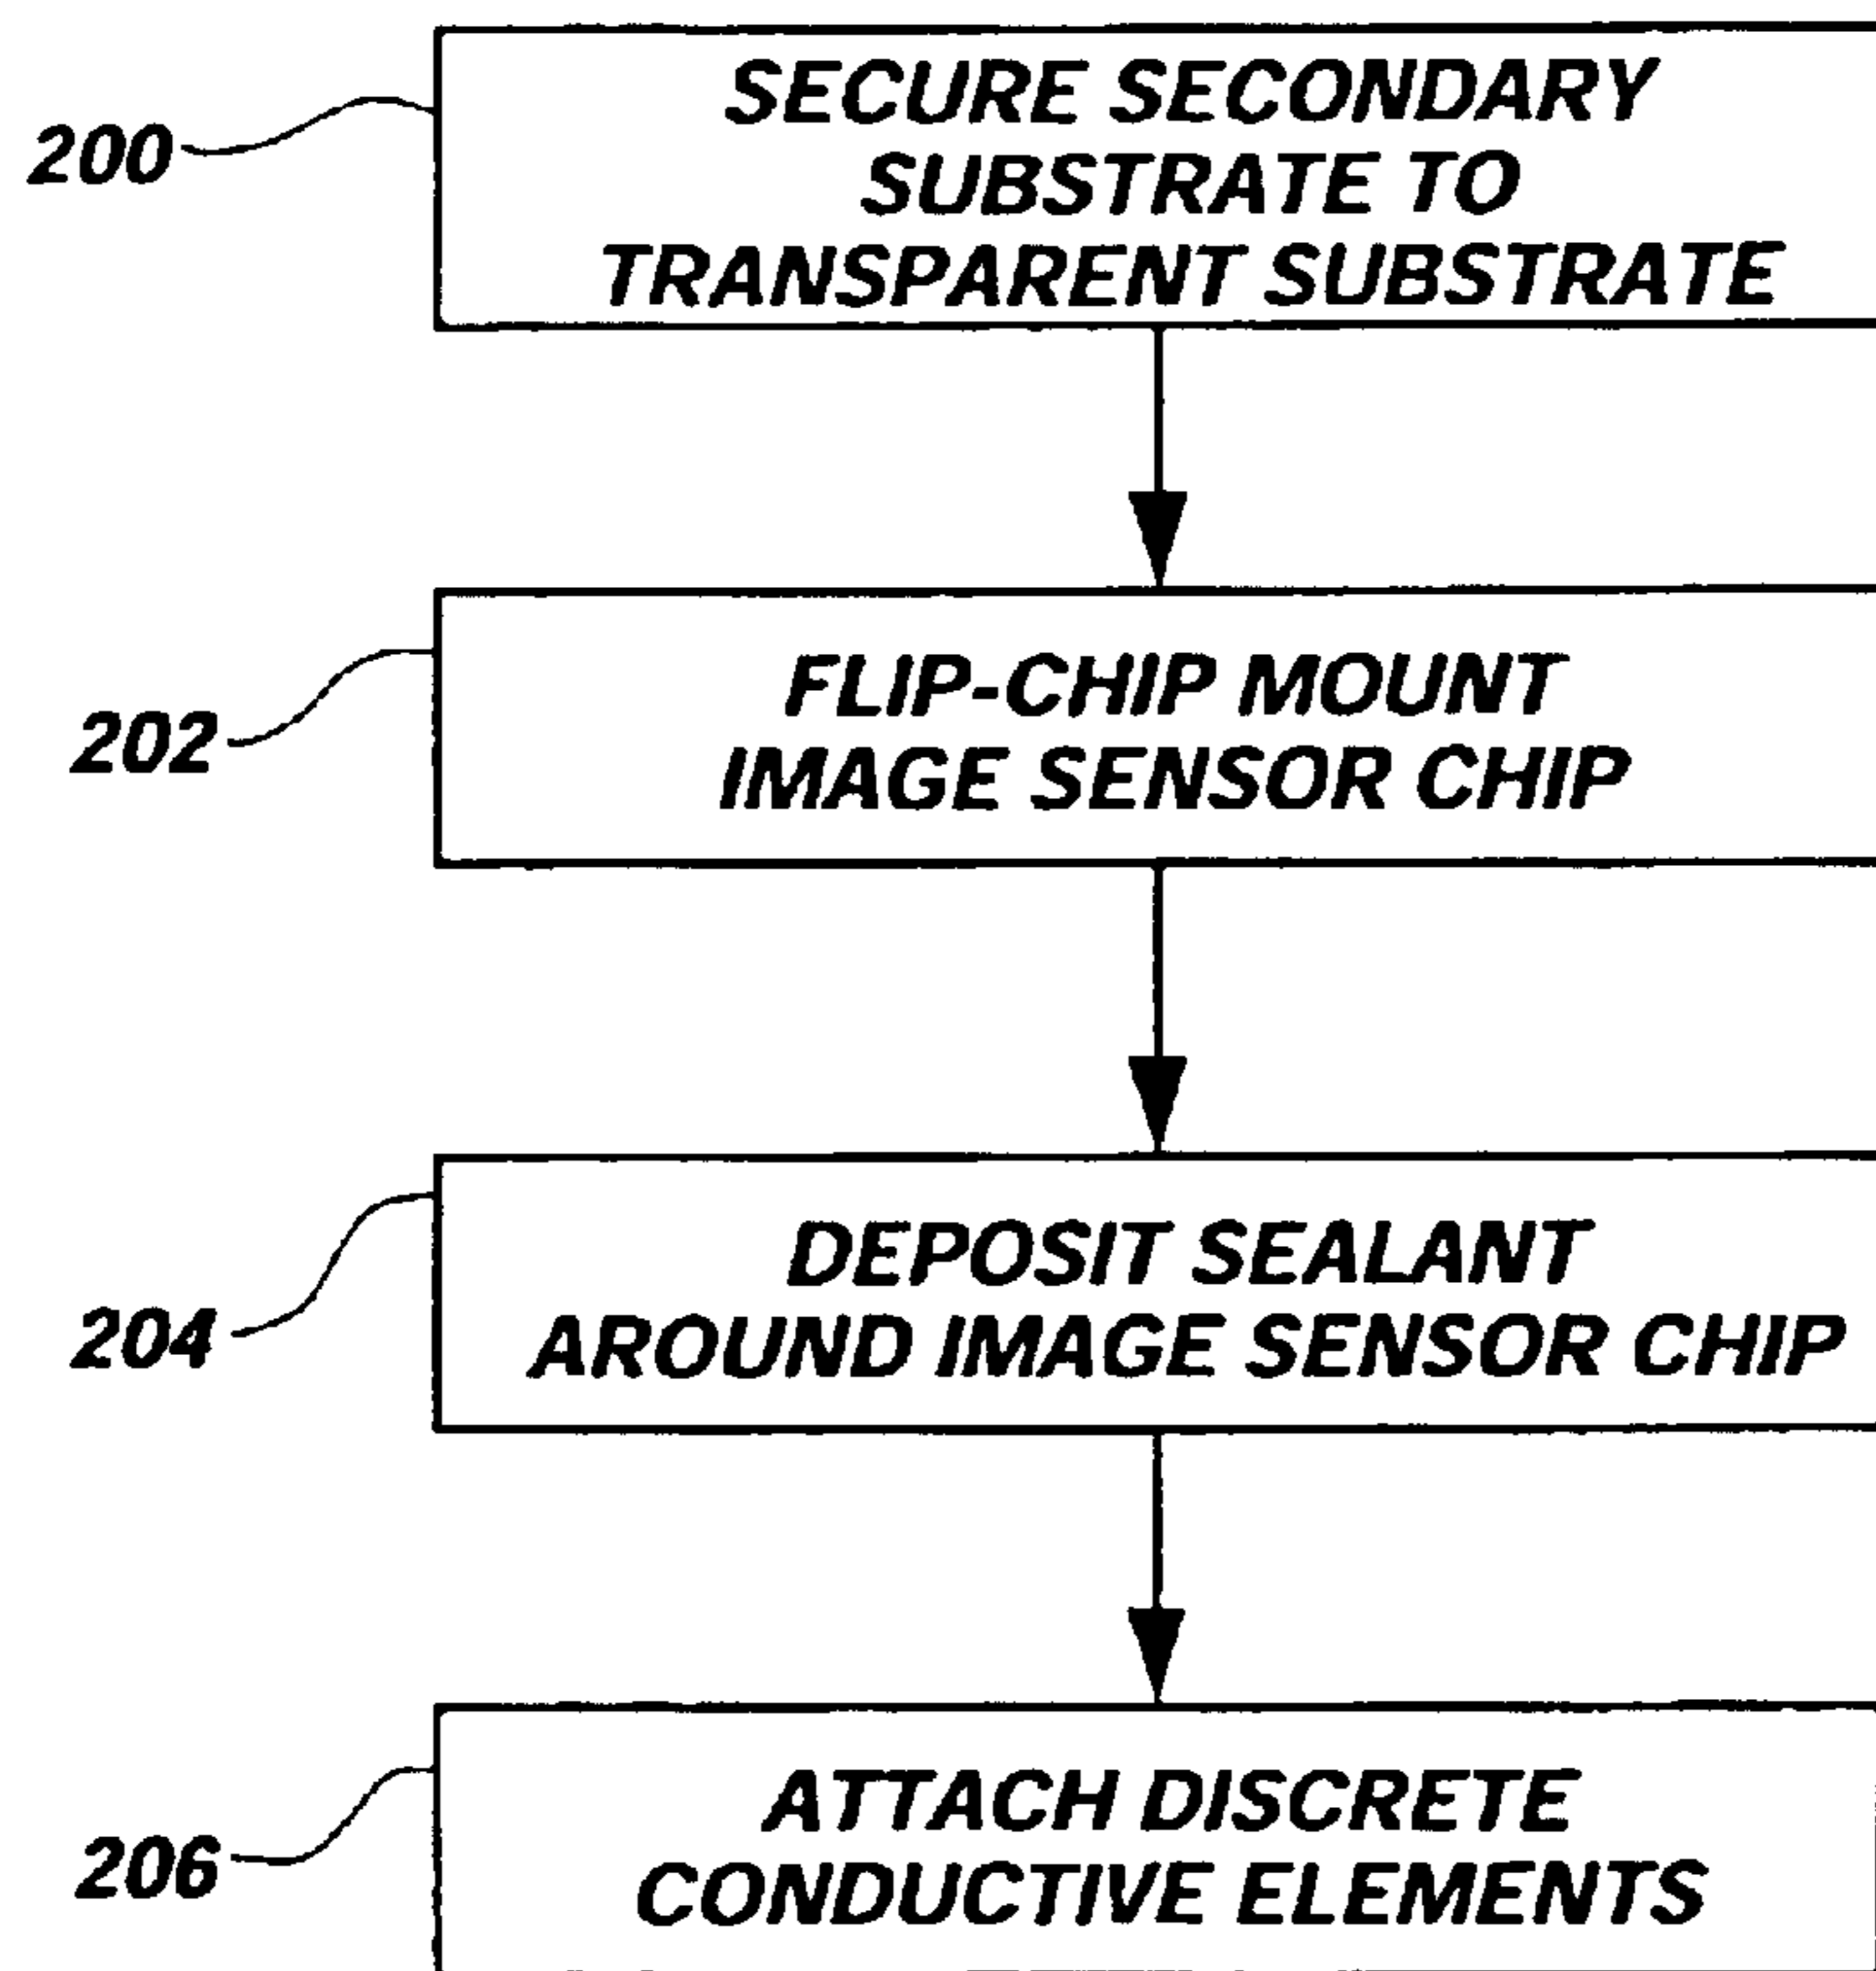 200
SECURE SECONDARY
SUBSTRATE TO
TRANSPARENT SUBSTRATE
202
FLIP-CHIP MOUNT
IMAGE SENSOR CHIP
204
DEPOSIT SEALANT
AROUND IMAGE SENSOR CHIP
206
ATTACH DISCRETE
CONDUCTIVE ELEMENTS